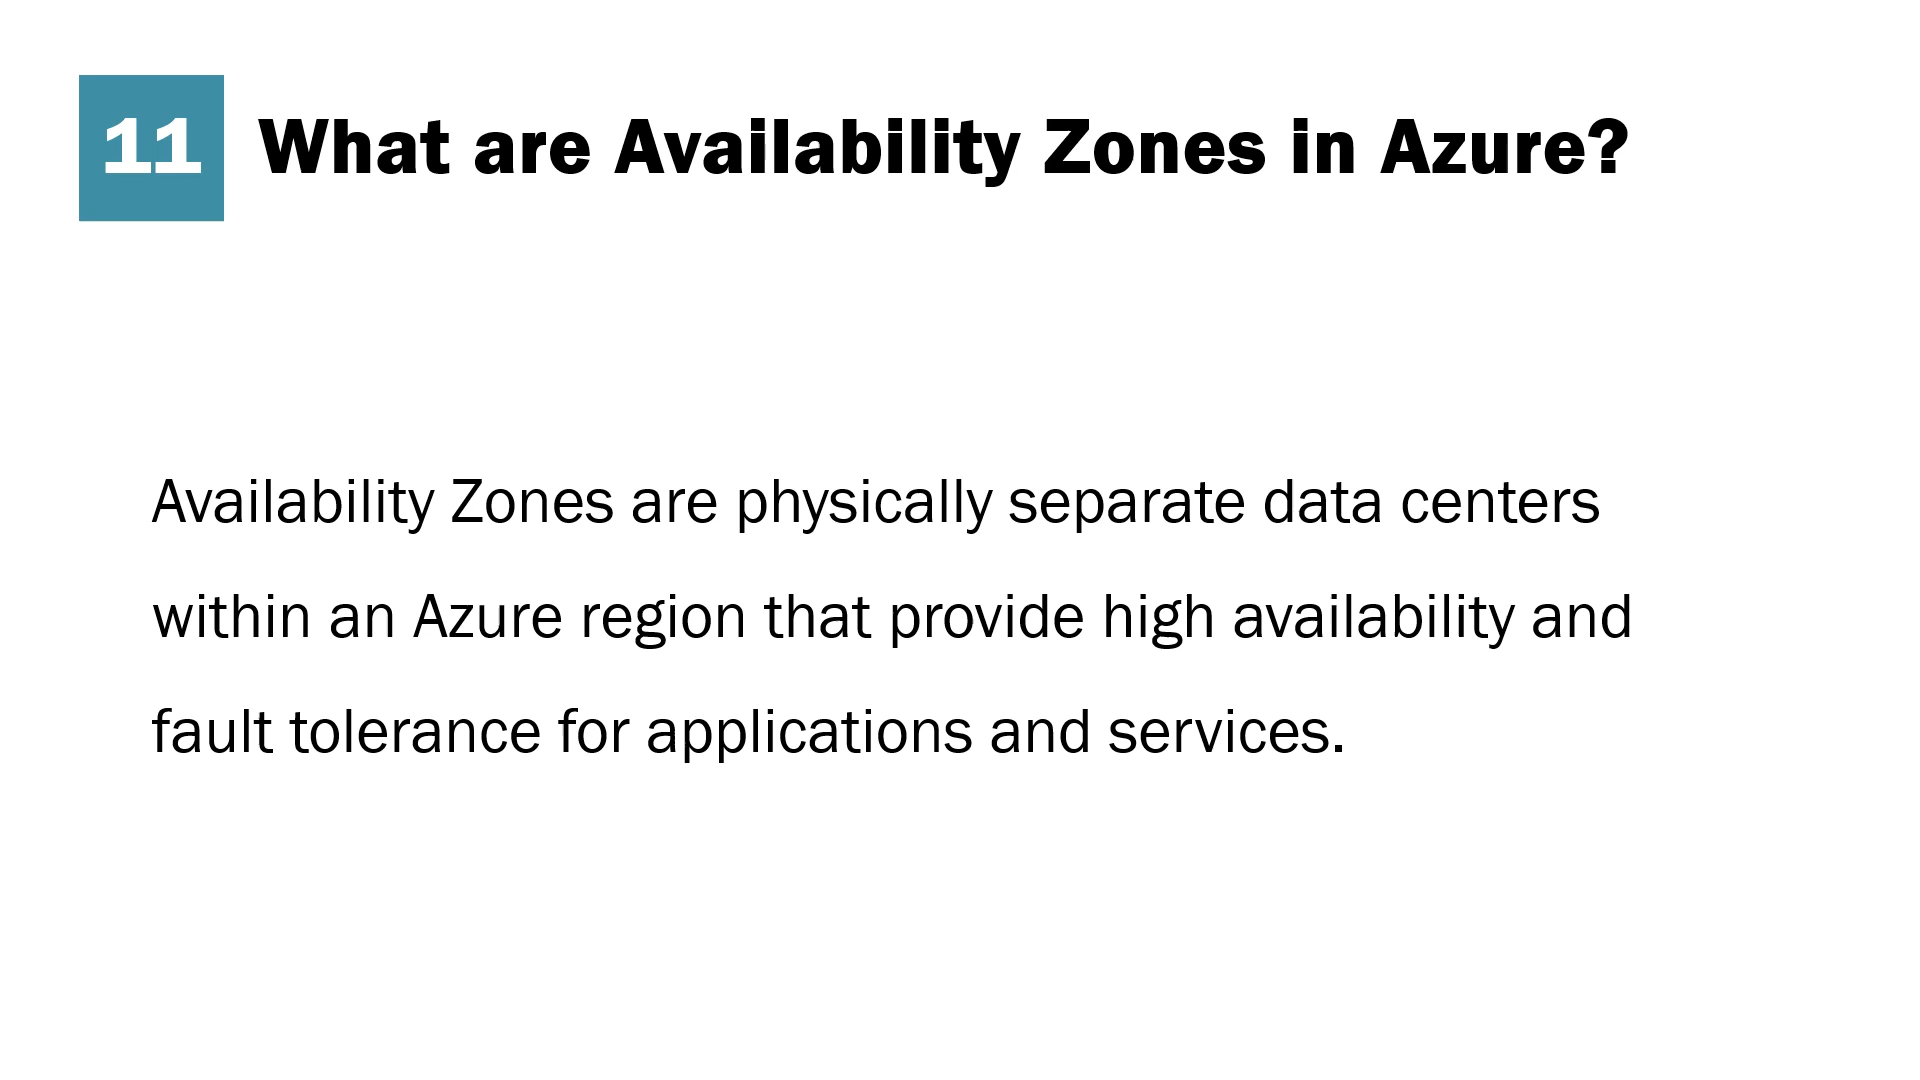 11 What are Availability Zones in Azure?
Availability Zones are physically separate data centers
within an Azure region that provide high availability and
fault tolerance for applications and services.